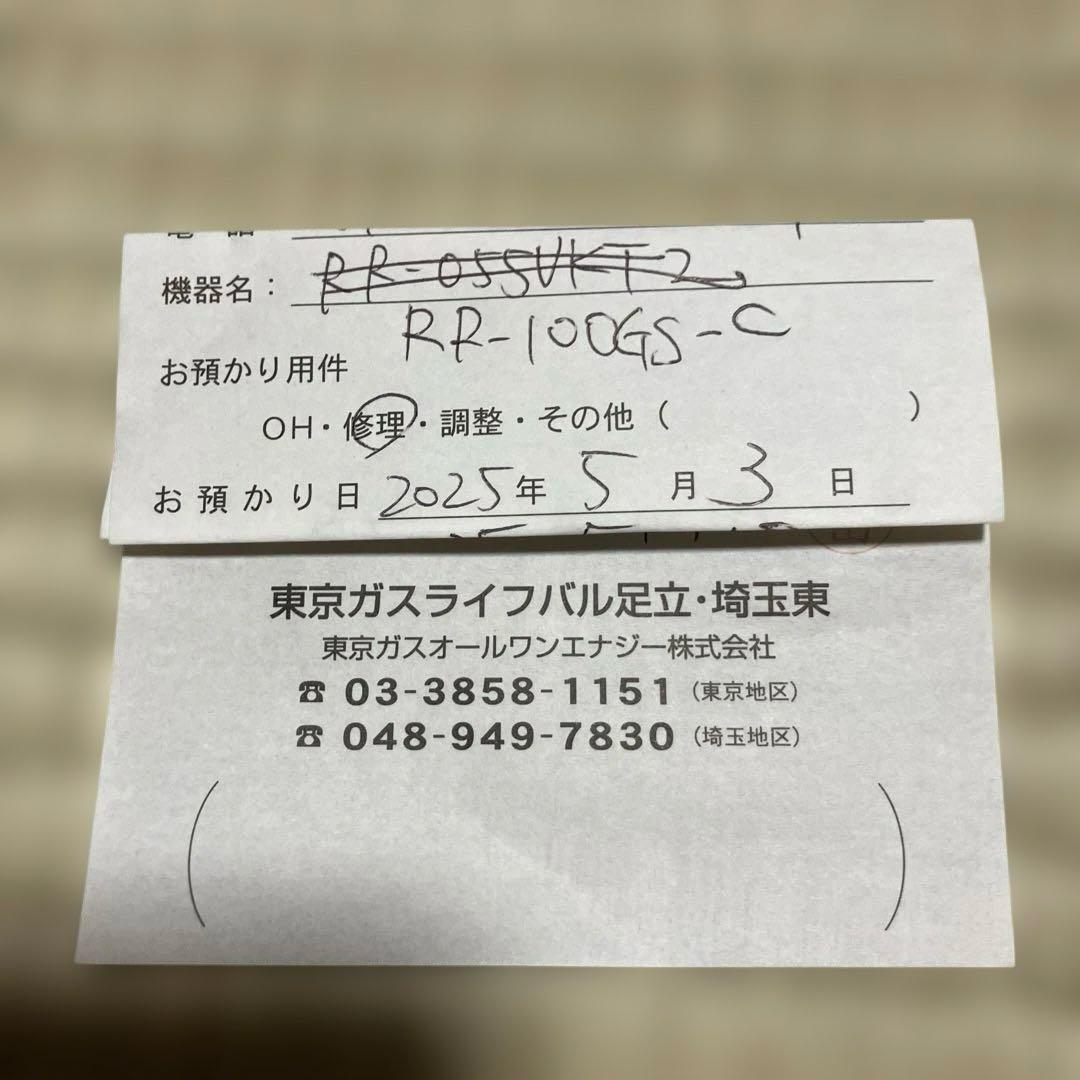 機器名： RR-055VKT2
RR-100GS-C
お預かり用件
OH・修理・調整・その他（　　　）
お預かり日 2025年 5月 3日
東京ガスライフバル足立・埼玉東
東京ガスオールワンエナジー株式会社
☎ 03-3858-1151（東京地区）
☎ 048-949-7830（埼玉地区）
（　　　）